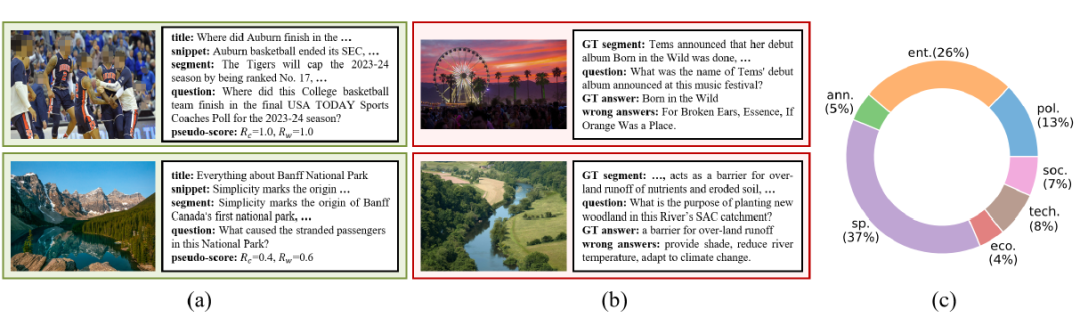 title: Where did Auburn finish in the ...
snippet: Auburn basketball ended its SEC, ...
segment: The Tigers will cap the 2023-24
season by being ranked No. 17, ...
question: Where did this College basketball
team finish in the final USA TODAY Sports
Coaches Poll for the 2023-24 season?
pseudo-score: Rc=1.0, Rw=1.0
title: Everything about Banff National Park
snippet: Simplicity marks the origin ...
segment: Simplicity marks the origin of Banff
Canada's first national park, ...
question: What caused the stranded passengers
in this National Park?
pseudo-score: Rc=0.4, Rw=0.6
(a)
GT segment: Tems announced that her debut
album Born in the Wild was done, ...
question: What was the name of Tems' debut
album announced at this music festival?
GT answer: Born in the Wild
wrong answers: For Broken Ears, Essence, If
Orange Was a Place.
GT segment: ..., acts as a barrier for over-
land runoff of nutrients and eroded soil, ...
question: What is the purpose of planting new
woodland in this River's SAC catchment?
GT answer: a barrier for over-land runoff
wrong answers: provide shade, reduce river
temperature, adapt to climate change.
(b)
ent.(26%)
ann.
(5%)
pol.
(13%)
soc.
(7%)
tech.
(8%)
sp.
(37%)
eco.
(4%)
(c)